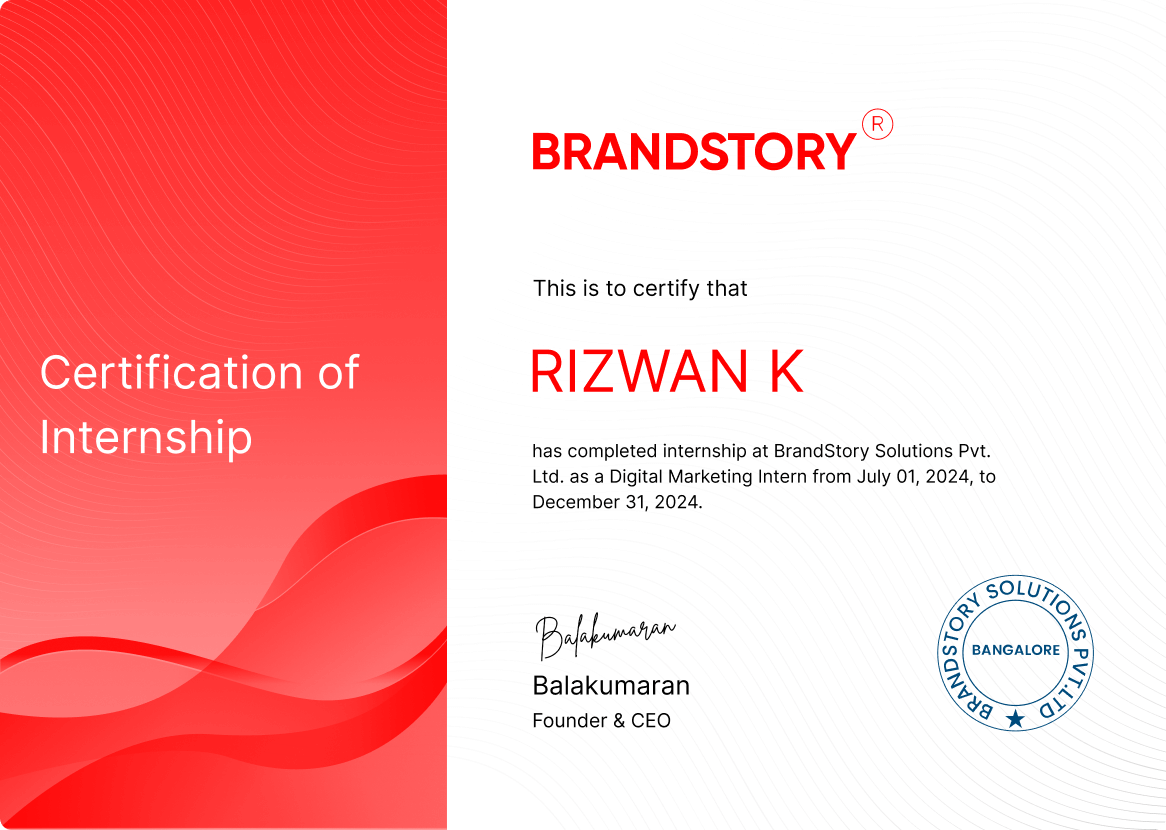 Certification of
Internship
BRANDSTORY®
This is to certify that
RIZWAN K
has completed internship at BrandStory Solutions Pvt.
Ltd. as a Digital Marketing Intern from July 01, 2024, to
December 31, 2024.
Balakumaran
Balakumaran
Founder & CEO
BRANDSTORY SOLUTIONS PVT.LTD
BANGALORE